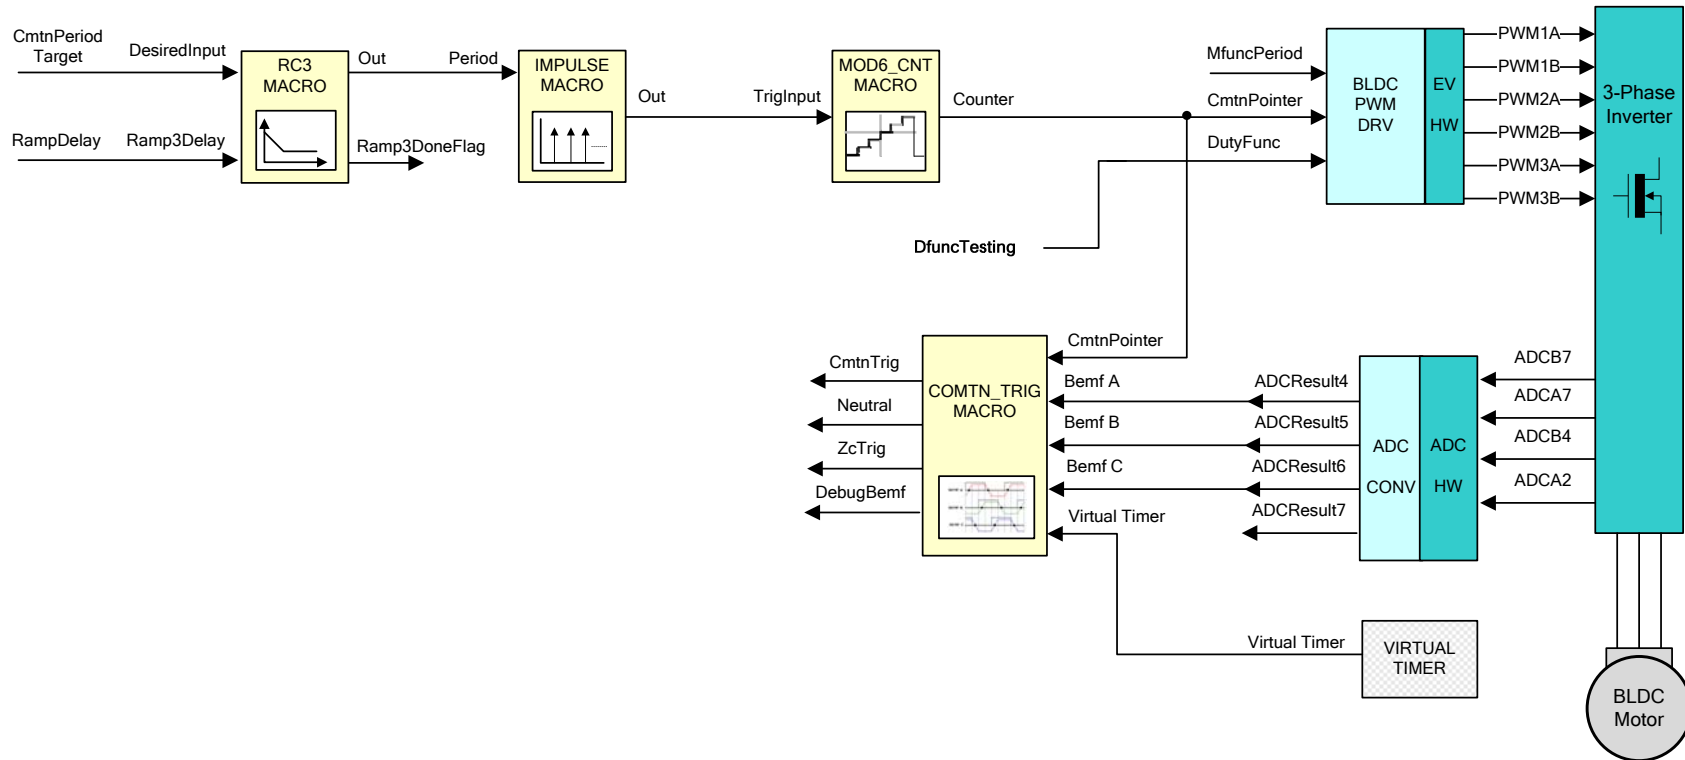 CmtnPeriod
Target
DesiredInput
RC3
MACRO
Out
Period
RampDelay
Ramp3Delay
Ramp3DoneFlag
IMPULSE
MACRO
Out
TrigInput
MOD6_CNT
MACRO
Counter
MfuncPeriod
CmtnPointer
DutyFunc
DfuncTesting
BLDC
PWM
DRV
EV
HW
PWM1A
PWM1B
PWM2A
PWM2B
PWM3A
PWM3B
3-Phase
Inverter
CmtnTrig
Neutral
ZcTrig
DebugBemf
COMTN_TRIG
MACRO
CmtnPointer
Bemf A
Bemf B
Bemf C
Virtual Timer
ADCResult4
ADCResult5
ADCResult6
ADCResult7
ADC
CONV
ADC
HW
ADCB7
ADCA7
ADCB4
ADCA2
Virtual Timer
VIRTUAL
TIMER
BLDC
Motor